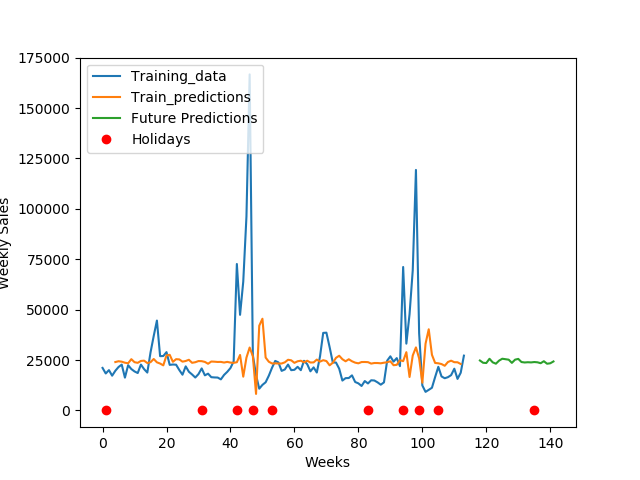 175000
150000
125000
100000
75000
50000
25000
0
Weekly Sales
Training_data
Train_predictions
Future Predictions
Holidays
0 20 40 60 80 100 120 140
Weeks